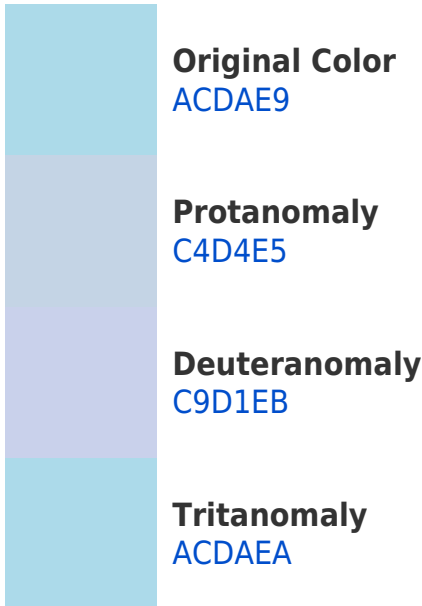 Original Color
ACDAE9
Protanomaly
C4D4E5
Deuteranomaly
C9D1EB
Tritanomaly
ACDAEA